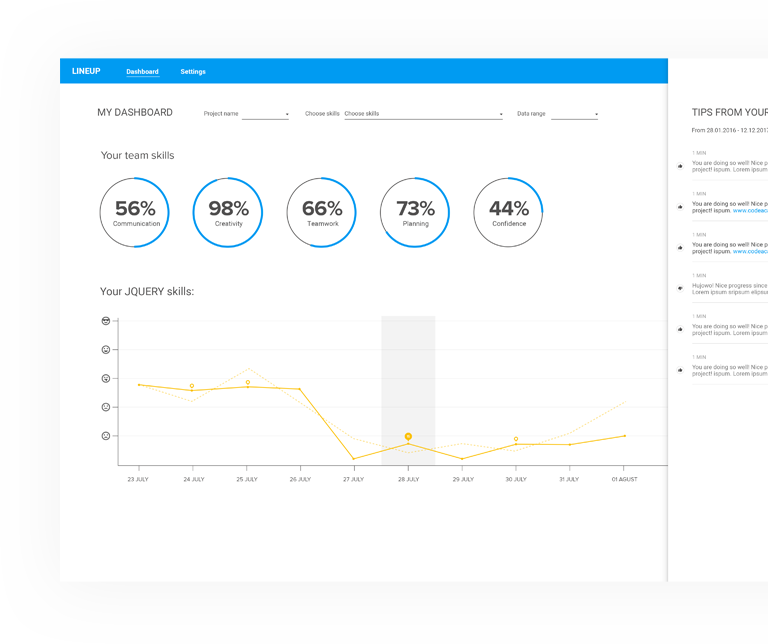 LINEUP Dashboard Settings
MY DASHBOARD Project name Choose skills Choose skills Data range
Your team skills
56% 98% 66% 73% 44%
Communication Creativity Teamwork Planning Confidence
Your JQUERY skills:
23 JULY 24 JULY 25 JULY 26 JULY 27 JULY 28 JULY 29 JULY 30 JULY 31 JULY 01 AGUST
TIPS FROM YOUR
From 28.01.2016 - 12.12.201
1 MIN
You are doing so well! Nice p
project! ispum. Lorem ipsum
1 MIN
You are doing so well! Nice p
project! ispum. www.codeac
1 MIN
You are doing so well! Nice p
project! ispum. www.codeac
1 MIN
Hujowo! Nice progress since
Lorem ipsum sripsum elipsu
1 MIN
You are doing so well! Nice p
project! ispum. Lorem ipsum
1 MIN
You are doing so well! Nice p
project! ispum. Lorem ipsum